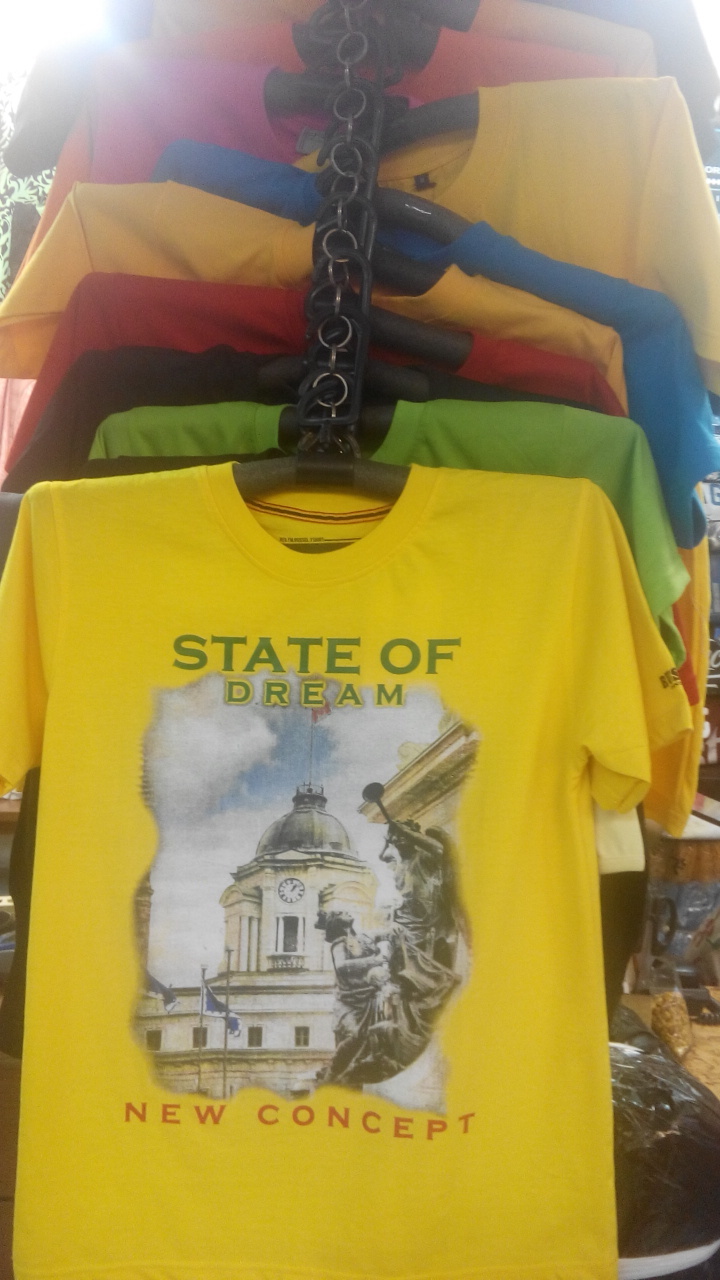 STATE OF
DREAM
NEW CONCEPT